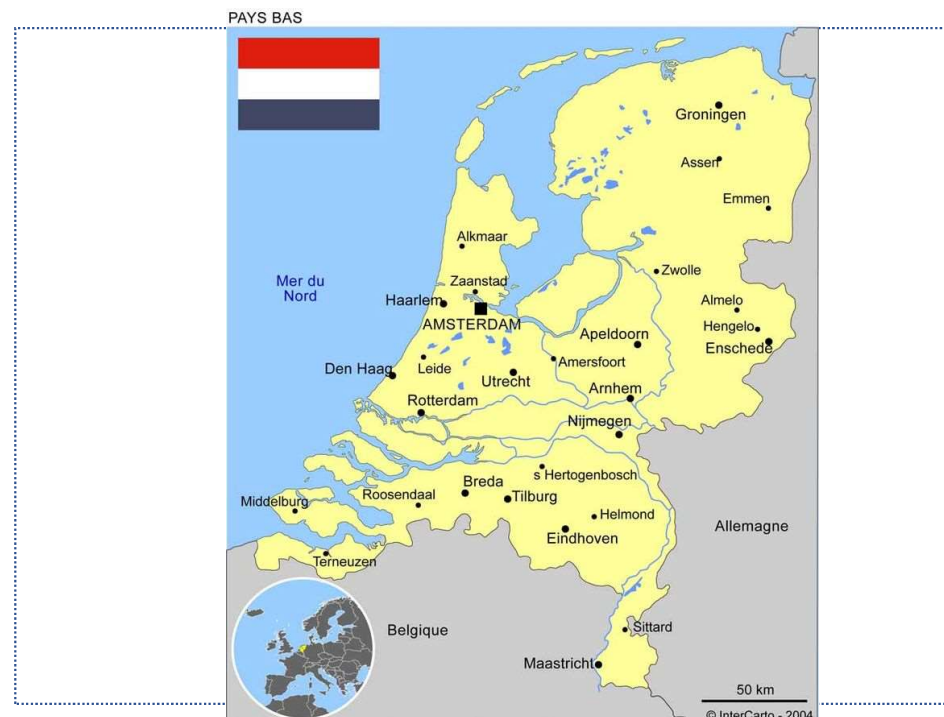 PAYS BAS
Groningen
Assen
Emmen
Alkmaar
Mer du
Nord
Zwolle
Zaanstad
Haarlem
Almelo
AMSTERDAM
Hengelo
Apeldoorn
Enschede
Amersfoort
Leide
Den Haag
Utrecht
Arnhem
Rotterdam
Nijmegen
s Hertogenbosch
Breda
Roosendaal
Tilburg
Middelburg
Helmond
Allemagne
Eindhoven
Terneuzen
Belgique
Sittard
Maastricht
50 km
© InterCarto - 2004